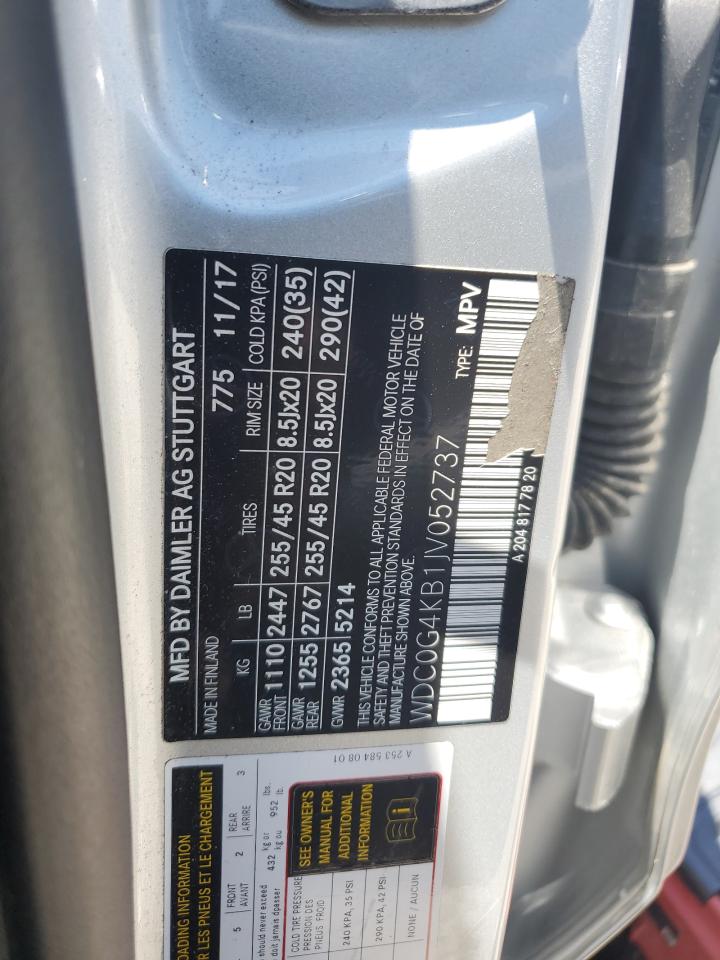 MFD BY DAIMLER AG STUTTGART
MADE IN FINLAND 775 11/17
KG LB TIRES RIM SIZE COLD KPA(PSI)
GAWR FRONT 1110 2447 255/45 R20 8.5Jx20 240(35)
GAWR REAR 1255 2767 255/45 R20 8.5Jx20 290(42)
GVWR 2365 5214
THIS VEHICLE CONFORMS TO ALL APPLICABLE FEDERAL MOTOR VEHICLE
SAFETY AND THEFT PREVENTION STANDARDS IN EFFECT ON THE DATE OF
MANUFACTURE SHOWN ABOVE.
WDC0G4KB1JV052737 TYPE: MPV
A 204 817 78 20
A 253 584 08 01
LOADING INFORMATION
LES PNEUS ET LE CHARGEMENT
5 FRONT AVANT 2 REAR ARRIÈRE 3
should never exceed 432 kg or 952 lb.
doit jamais dépasser kg ou lb.
COLD TIRE PRESSURE
PRESSION DES
PNEUS FROID
240 KPA, 35 PSI
290 KPA, 42 PSI
NONE / AUCUN
SEE OWNER'S
MANUAL FOR
ADDITIONAL
INFORMATION